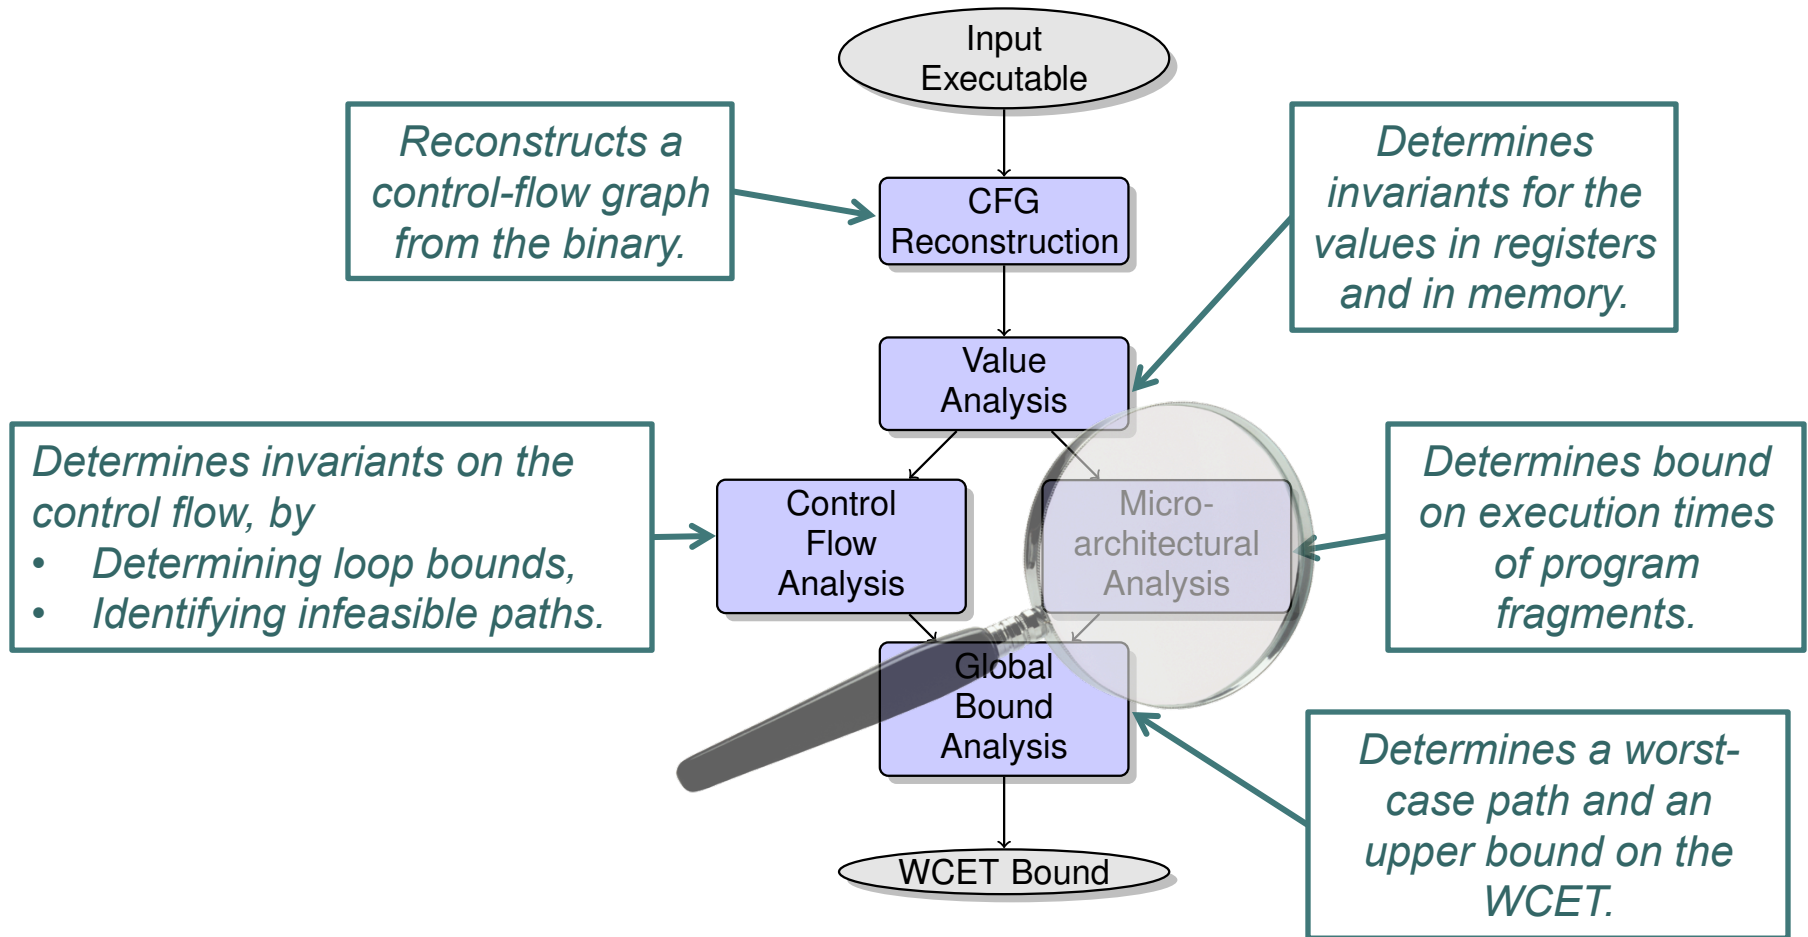 Input
Executable
Reconstructs a
control-flow graph
from the binary.
CFG
Reconstruction
Determines
invariants for the
values in registers
and in memory.
Value
Analysis
Determines invariants on the
control flow, by
• Determining loop bounds,
• Identifying infeasible paths.
Control
Flow
Analysis
Micro-
architectural
Analysis
Determines bound
on execution times
of program
fragments.
Global
Bound
Analysis
Determines a worst-
case path and an
upper bound on the
WCET.
WCET Bound